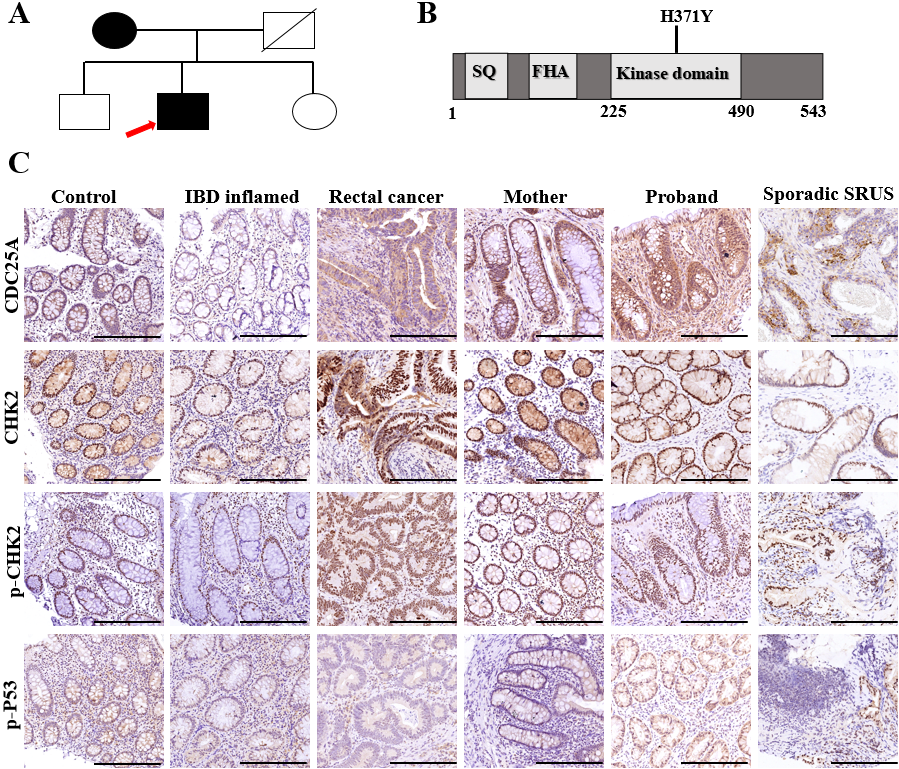 A
B
H371Y
SQ
FHA
Kinase domain
1
225
490
543
C
Control
IBD inflamed
Rectal cancer
Mother
Proband
Sporadic SRUS
CDC25A
CHK2
p-CHK2
p-P53